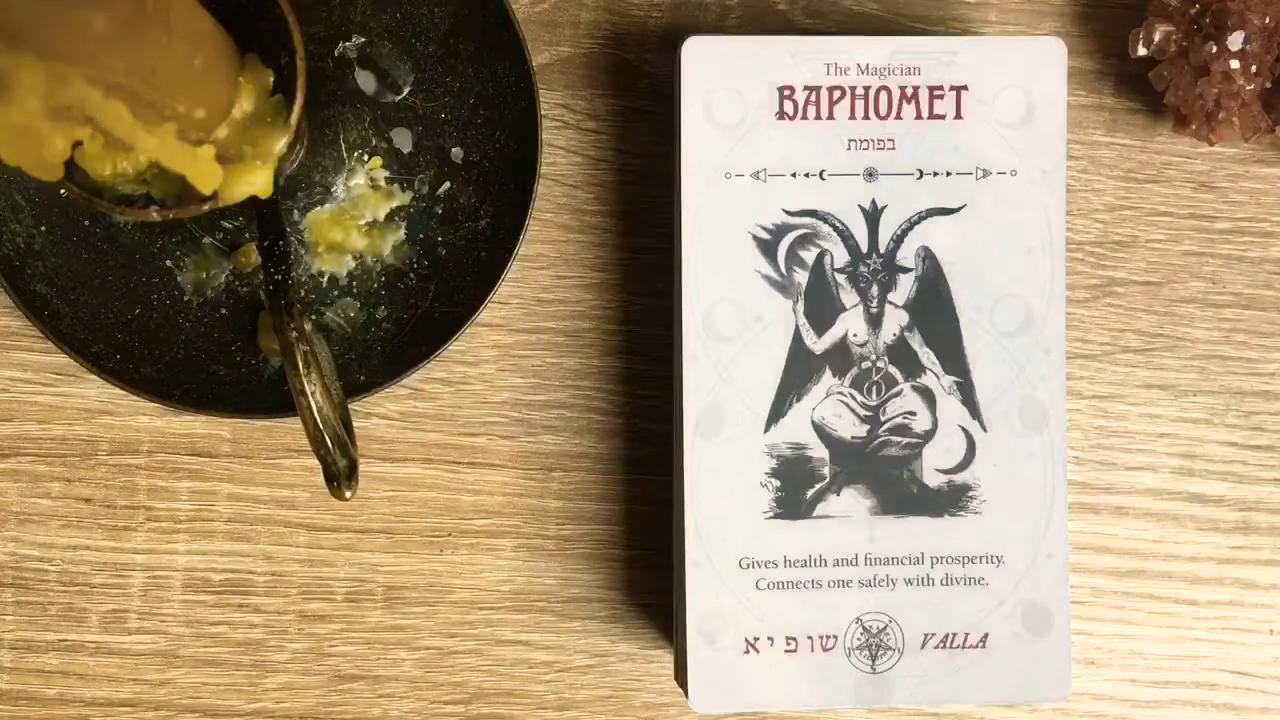 The Magician
BAPHOMET
בפומת
Gives health and financial prosperity.
Connects one safely with divine.
שופיא VALLA